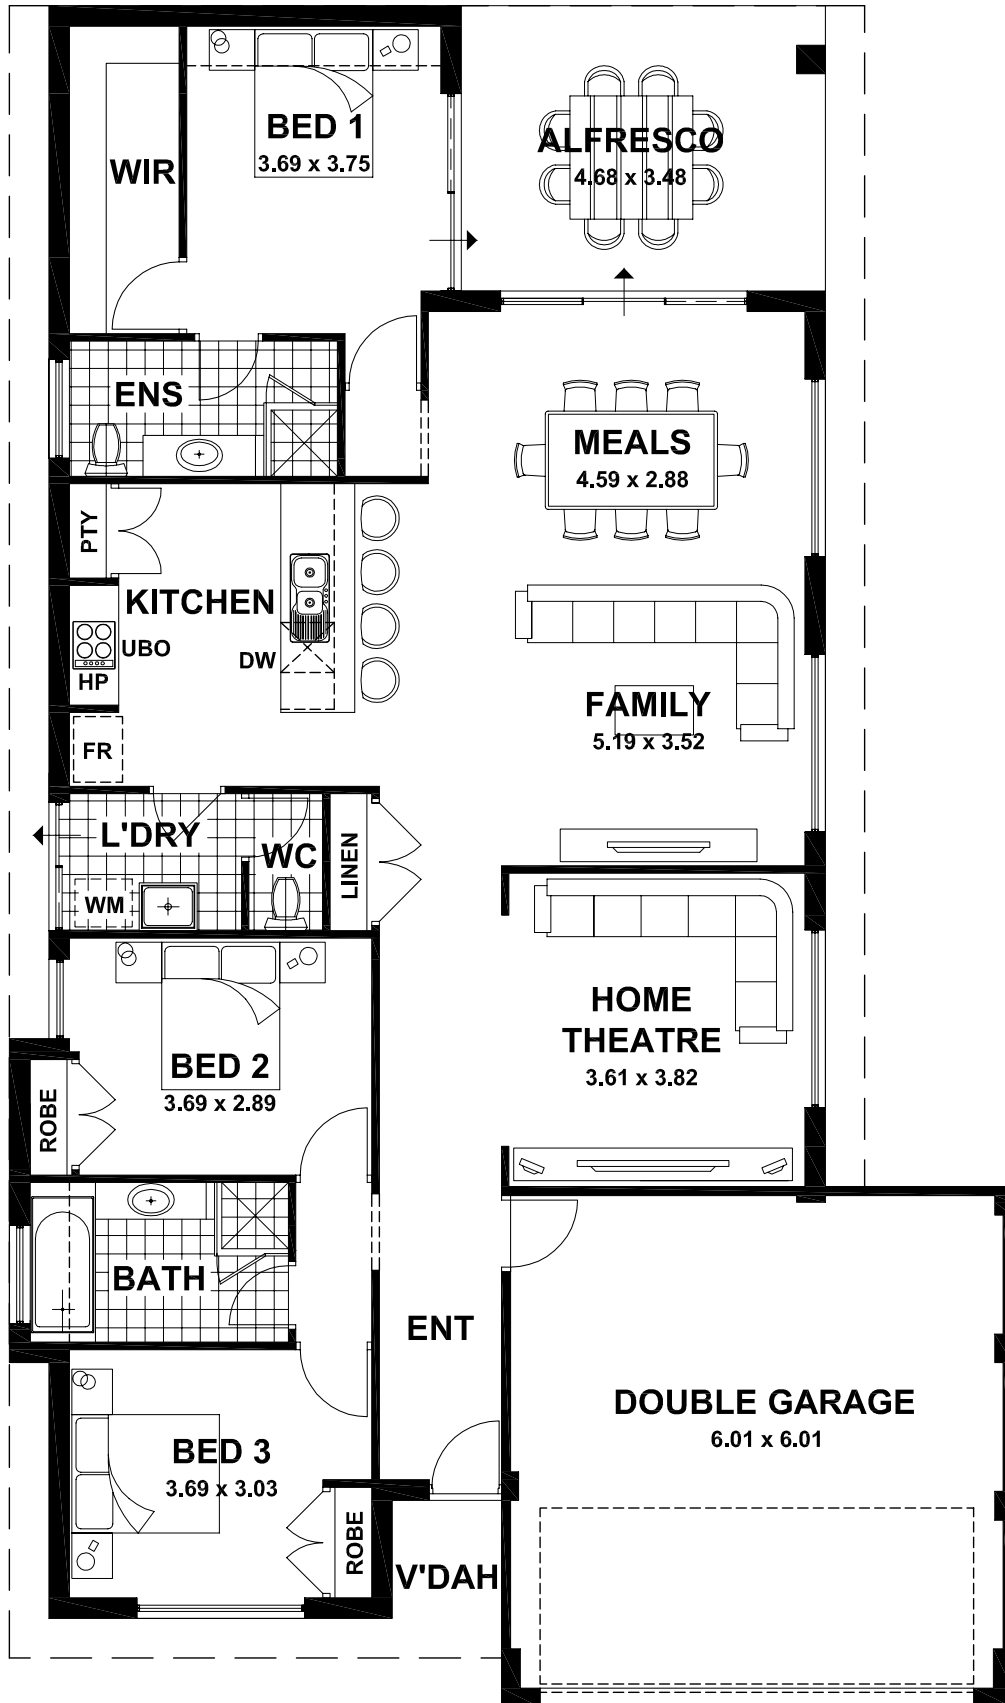 BED 1
3.69 x 3.75
WIR
ALFRESCO
4.68 x 3.48
ENS
MEALS
4.59 x 2.88
PTY
KITCHEN
UBO
HP
DW
FR
FAMILY
5.19 x 3.52
L'DRY
WC
LINEN
WM
HOME
THEATRE
3.61 x 3.82
BED 2
3.69 x 2.89
ROBE
BATH
ENT
DOUBLE GARAGE
6.01 x 6.01
BED 3
3.69 x 3.03
ROBE
V'DAH